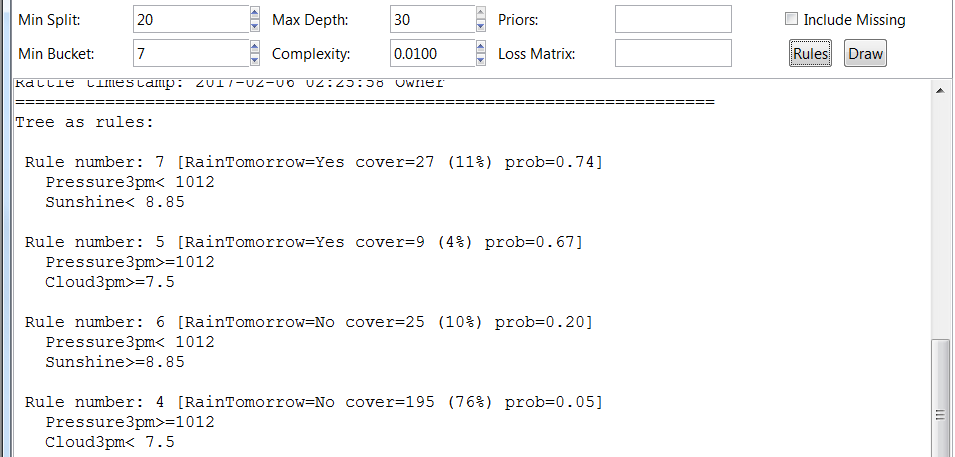 Min Split: 20 Max Depth: 30 Priors: Include Missing
Min Bucket: 7 Complexity: 0.0100 Loss Matrix: Rules Draw
Rattle timestamp: 2017-02-06 02:25:58 Owner
======================================================================
Tree as rules:
Rule number: 7 [RainTomorrow=Yes cover=27 (11%) prob=0.74]
Pressure3pm< 1012
Sunshine< 8.85
Rule number: 5 [RainTomorrow=Yes cover=9 (4%) prob=0.67]
Pressure3pm>=1012
Cloud3pm>=7.5
Rule number: 6 [RainTomorrow=No cover=25 (10%) prob=0.20]
Pressure3pm< 1012
Sunshine>=8.85
Rule number: 4 [RainTomorrow=No cover=195 (76%) prob=0.05]
Pressure3pm>=1012
Cloud3pm< 7.5